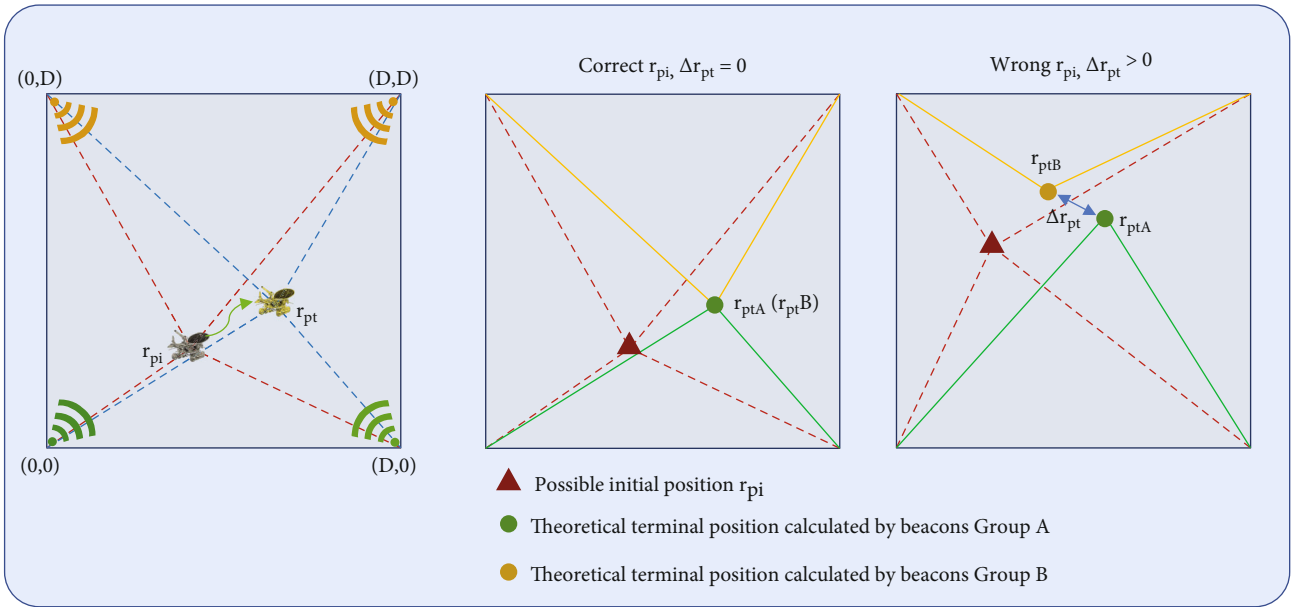 (0,D)
(D,D)
r_pi
r_pt
(0,0)
(D,0)
Correct r_pi, Δr_pt = 0
r_ptA (r_ptB)
Wrong r_pi, Δr_pt > 0
r_ptB
Δr_pt
r_ptA
Possible initial position r_pi
Theoretical terminal position calculated by beacons Group A
Theoretical terminal position calculated by beacons Group B